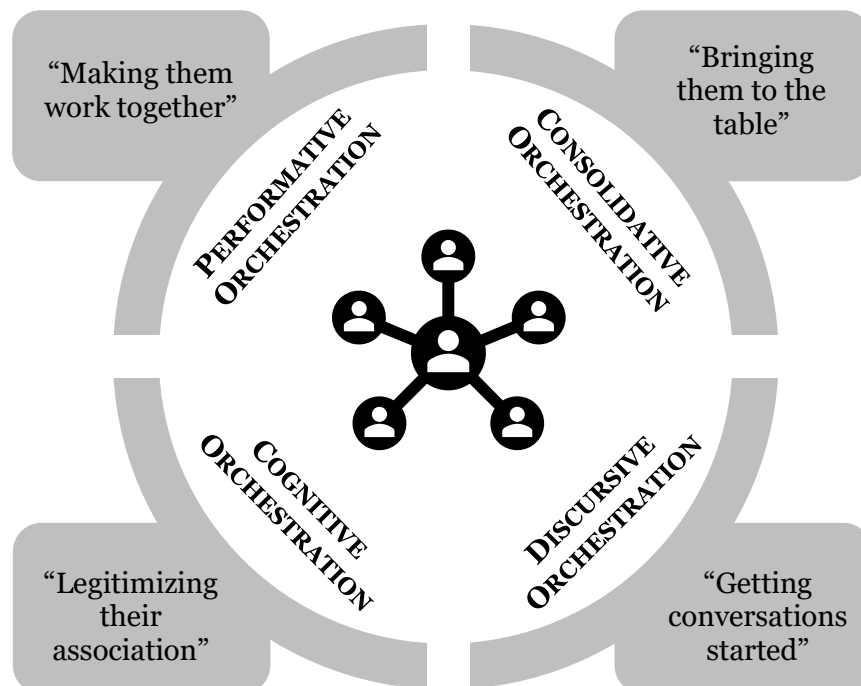 “Making them
work together”
“Bringing
them to the
table”
PERFORMATIVE
ORCHESTRATION
CONSOLIDATIVE
ORCHESTRATION
COGNITIVE
ORCHESTRATION
DISCURSIVE
ORCHESTRATION
“Legitimizing
their
association”
“Getting
conversations
started”